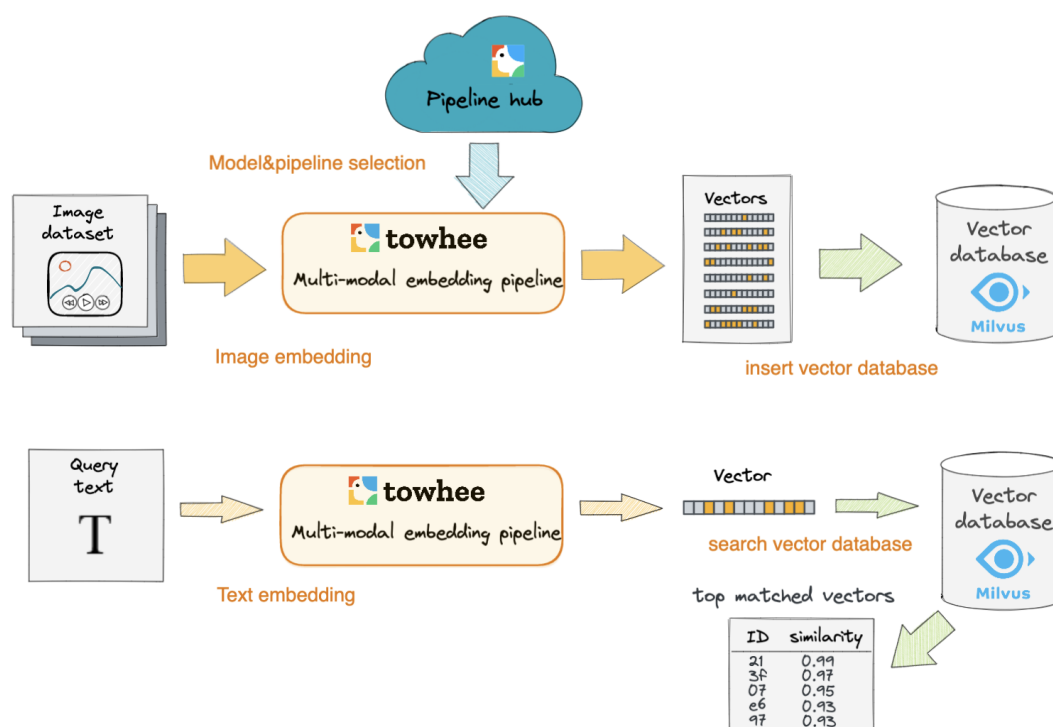 Pipeline hub
Model&pipeline selection
Image
dataset
towhee
Multi-modal embedding pipeline
Vectors
Vector
database
Milvus
Image embedding
insert vector database
Query
text
T
towhee
Multi-modal embedding pipeline
Vector
Vector
database
Milvus
search vector database
Text embedding
top matched vectors
ID similarity
21 0.99
3f 0.97
07 0.95
e6 0.93
97 0.93